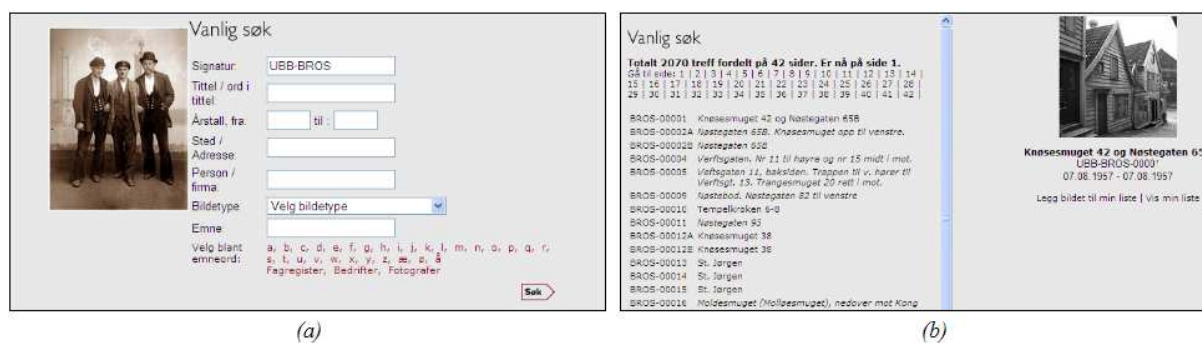 Vanlig søk
Signatur: UBB-BROS
Tittel / ord i
tittel:
Årstall, fra: til :
Sted /
Adresse:
Person /
firma:
Bildetype: Velg bildetype
Emne
Velg blant a, b, c, d, e, f, g, h, i, j, k, l, m, n, o, p, q, r,
emneord: s, t, u, v, w, x, y, z, æ, ø, å
Fagregister, Bedrifter, Fotografer
Søk
(a)
Vanlig søk
Totalt 2070 treff fordelt på 42 sider. Er nå på side 1.
Gå til side: 1 | 2 | 3 | 4 | 5 | 6 | 7 | 8 | 9 | 10 | 11 | 12 | 13 | 14 |
15 | 16 | 17 | 18 | 19 | 20 | 21 | 22 | 23 | 24 | 25 | 26 | 27 | 28 |
29 | 30 | 31 | 32 | 33 | 34 | 35 | 36 | 37 | 38 | 39 | 40 | 41 | 42 |
BROS-00001 Knøsesmuget 42 og Nøstegaten 65B
BROS-00002A Nøstegaten 65B. Knøsesmuget opp til venstre.
BROS-00002B Nøstegaten 65B
BROS-00004 Verftsgaten. Nr 11 til høyre og nr 15 midt i mot.
BROS-00005 11, baksiden. Trappen til v. hører til
Verftsgt. 13. Trangesmuget 20 rett i mot.
BROS-00009 Nøstebod. Nøstegaten 82 til venstre
BROS-00010 Tempelkroken 6-8
BROS-00011 Nøstegaten 95
BROS-00012A Knøsesmuget 38
BROS-00012B Knøsesmuget 38
BROS-00013 St. Jørgen
BROS-00014 St. Jørgen
BROS-00015 St. Jørgen
BROS-00016 Moldesmuget (Molløesmuget), nedover mot Kong
Knøsesmuget 42 og Nøstegaten 65
UBB-BROS-0000
07.08.1957 - 07.08.1957
Legg bildet til min liste | Vis min liste
(b)